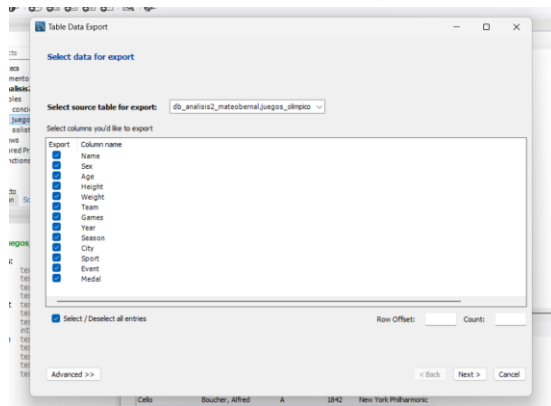 Table Data Export
Select data for export
Select source table for export: db_analisis2_mateobernal.juegos_olimpico
Select columns you'd like to export
Export Column name
Name
Sex
Age
Height
Weight
Team
Games
Year
Season
City
Sport
Event
Medal
Select / Deselect all entries
Row Offset: Count:
Advanced >> < Back Next > Cancel
Cello Boucher, Alfred A 1842 New York Philharmonic